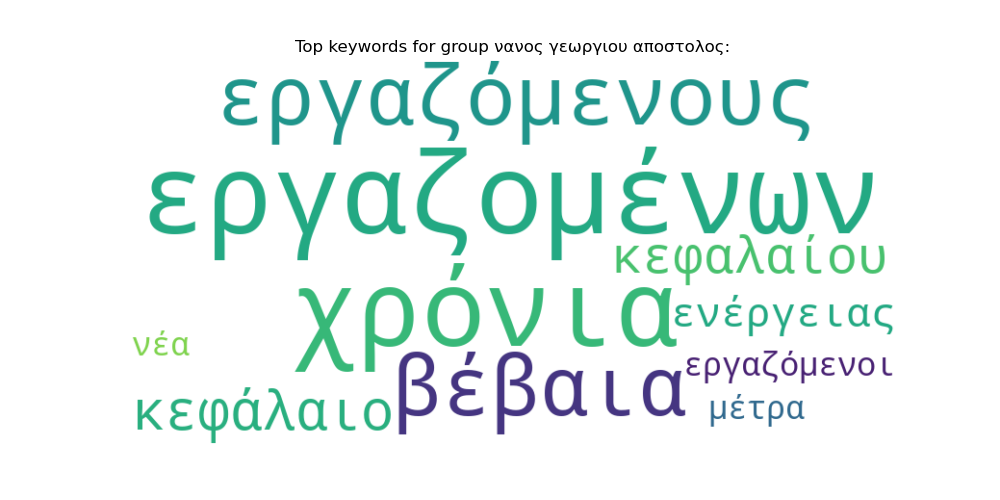 Top keywords for group νανος γεωργιου αποστολος:
εργαζόμενους
εργαζομένων
κεφαλαίου
χρόνια
ενέργειας
νέα
βέβαια
εργαζόμενοι
κεφάλαιο
μέτρα